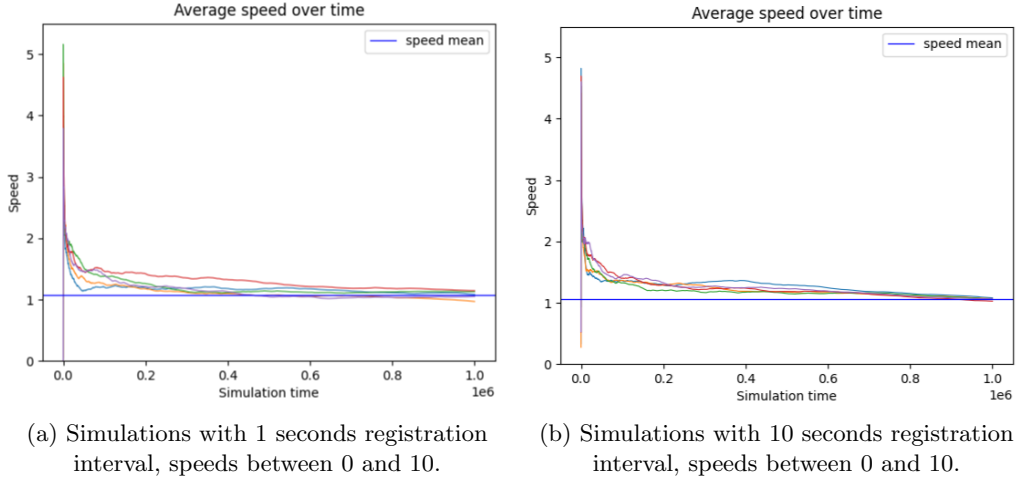 Average speed over time
speed mean
Speed
5
4
3
2
1
0
0.0 0.2 0.4 0.6 0.8 1.0
1e6
Simulation time
(a) Simulations with 1 seconds registration
interval, speeds between 0 and 10.
Average speed over time
speed mean
Speed
5
4
3
2
1
0
0.0 0.2 0.4 0.6 0.8 1.0
1e6
Simulation time
(b) Simulations with 10 seconds registration
interval, speeds between 0 and 10.